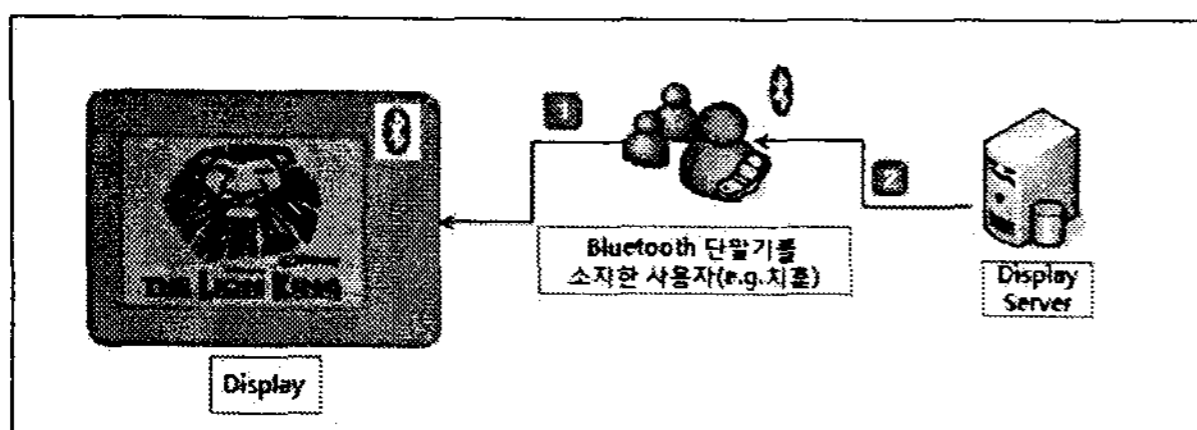 1
2
THE LION KING
Bluetooth 단말기를
소지한 사용자(e.g.치훈)
Display
Server
Display